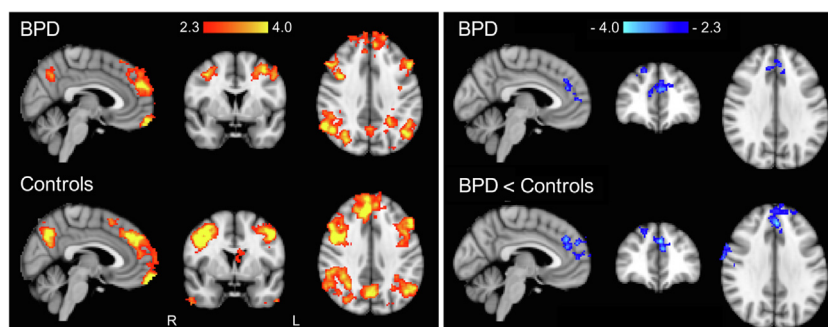 BPD
2.3 4.0
Controls
R L
BPD
- 4.0 - 2.3
BPD < Controls